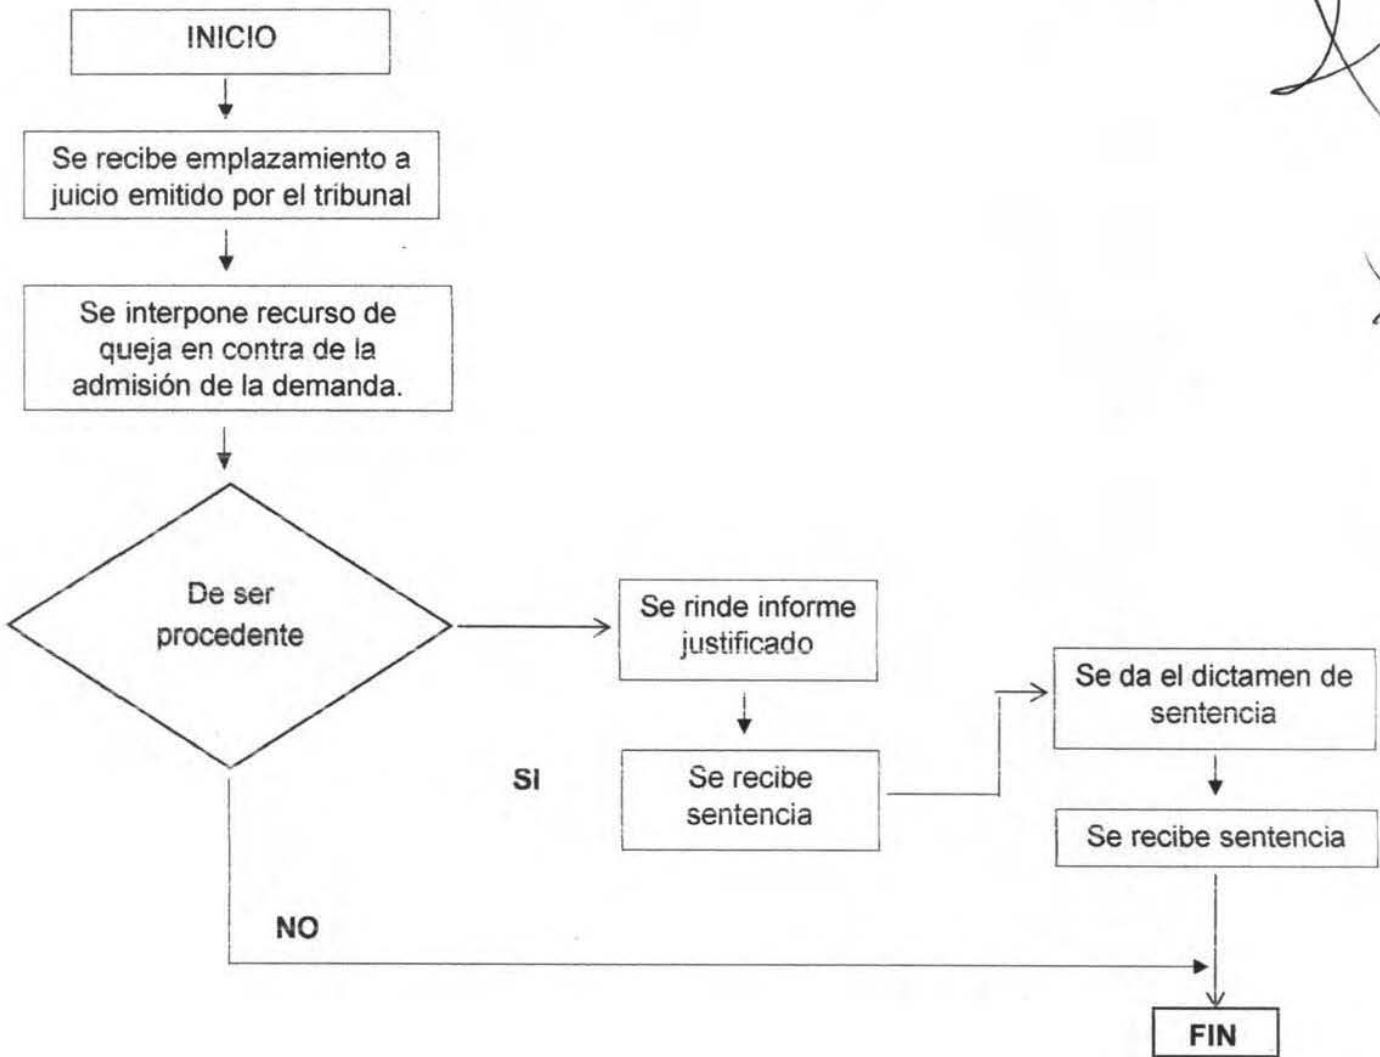 INICIO
Se recibe emplazamiento a
juicio emitido por el tribunal
Se interpone recurso de
queja en contra de la
admisión de la demanda.
De ser
procedente
Se rinde informe
justificado
SI
Se recibe
sentencia
Se da el dictamen de
sentencia
Se recibe sentencia
NO
FIN